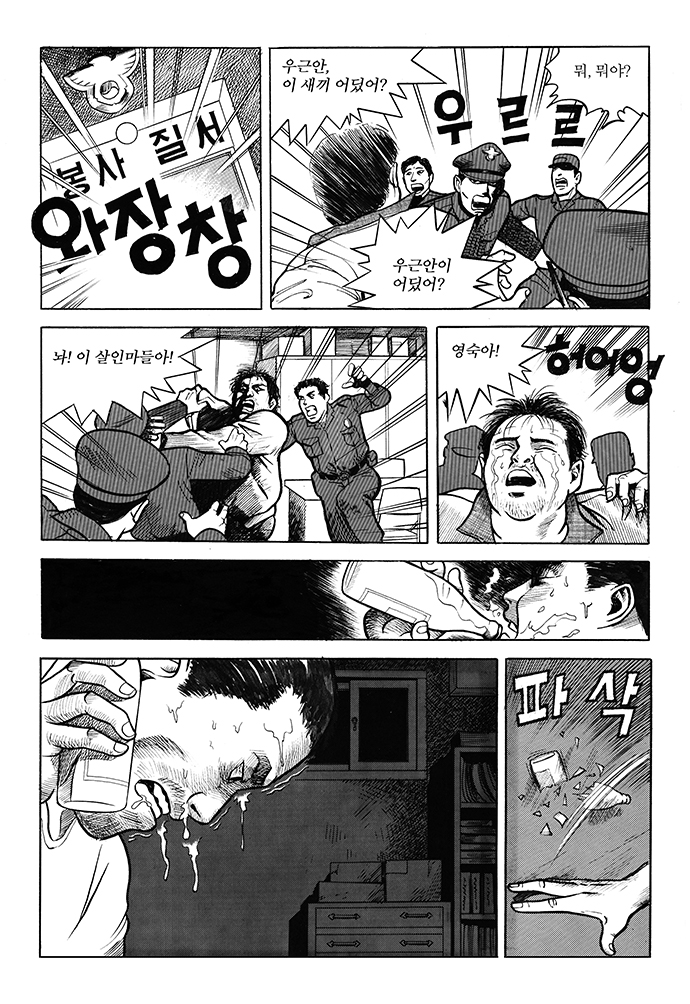 봉사 질서
와장창
우근안,
이 새끼 어딨어?
뭐, 뭐야?
우르르
우근안이
어딨어?
놔! 이 살인마들아!
영숙아!
허어엉
파삭